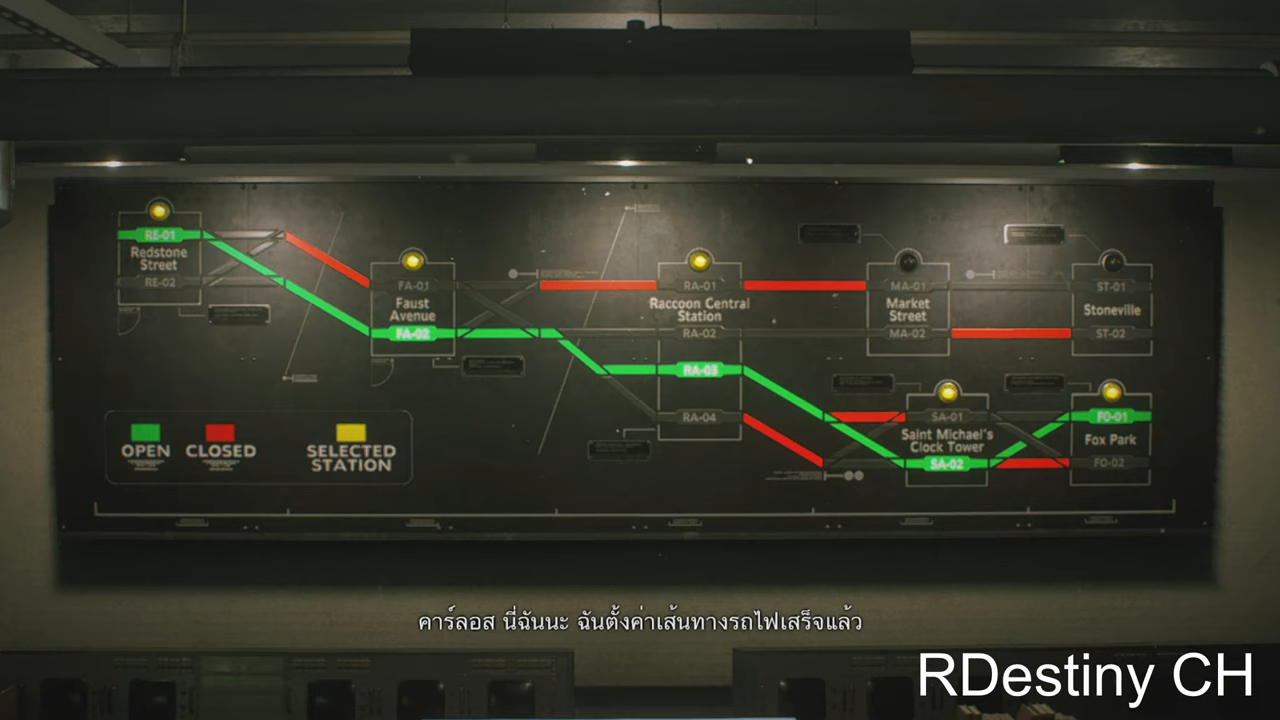 RE-01
Redstone
Street
RE-02
FA-01
Faust
Avenue
FA-02
RA-01
Raccoon Central
Station
RA-02
RA-03
RA-04
MA-01
Market
Street
MA-02
ST-01
Stoneville
ST-02
SA-01
Saint Michael's
Clock Tower
SA-02
FO-01
Fox Park
FO-02
OPEN
CLOSED
SELECTED
STATION
คาร์ลอส นี่ฉันนะ ฉันตั้งค่าเส้นทางรถไฟเสร็จแล้ว
RDestiny CH